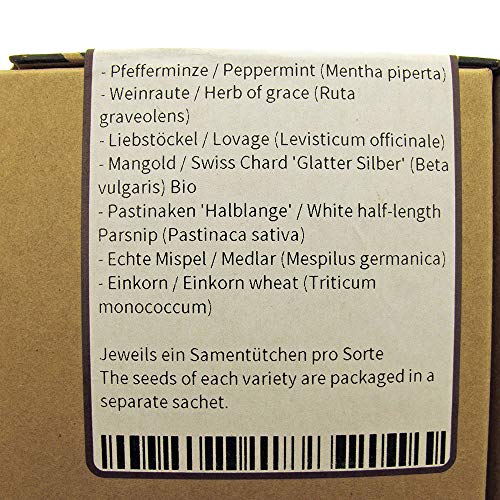 - Pfefferminze / Peppermint (Mentha piperta)
- Weinraute / Herb of grace (Ruta
graveolens)
- Liebstöckel / Lovage (Levisticum officinale)
- Mangold / Swiss Chard 'Glatter Silber' (Beta
vulgaris) Bio
- Pastinaken 'Halblange' / White half-length
Parsnip (Pastinaca sativa)
- Echte Mispel / Medlar (Mespilus germanica)
- Einkorn / Einkorn wheat (Triticum
monococcum)
Jeweils ein Samentütchen pro Sorte
The seeds of each variety are packaged in a
separate sachet.